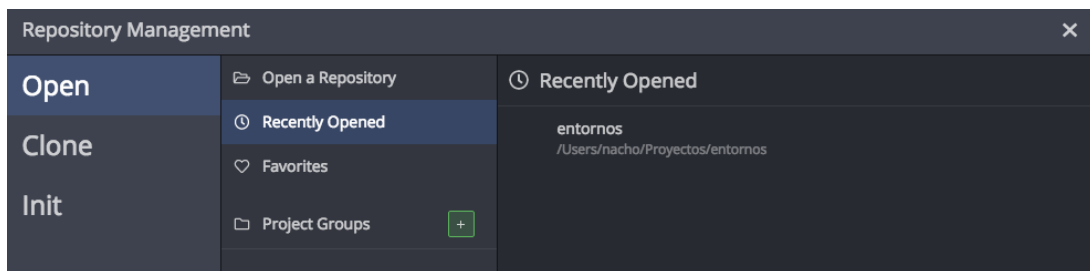 Repository Management
Open
Clone
Init
Open a Repository
Recently Opened
Favorites
Project Groups
Recently Opened
entornos
/Users/nacho/Proyectos/entornos